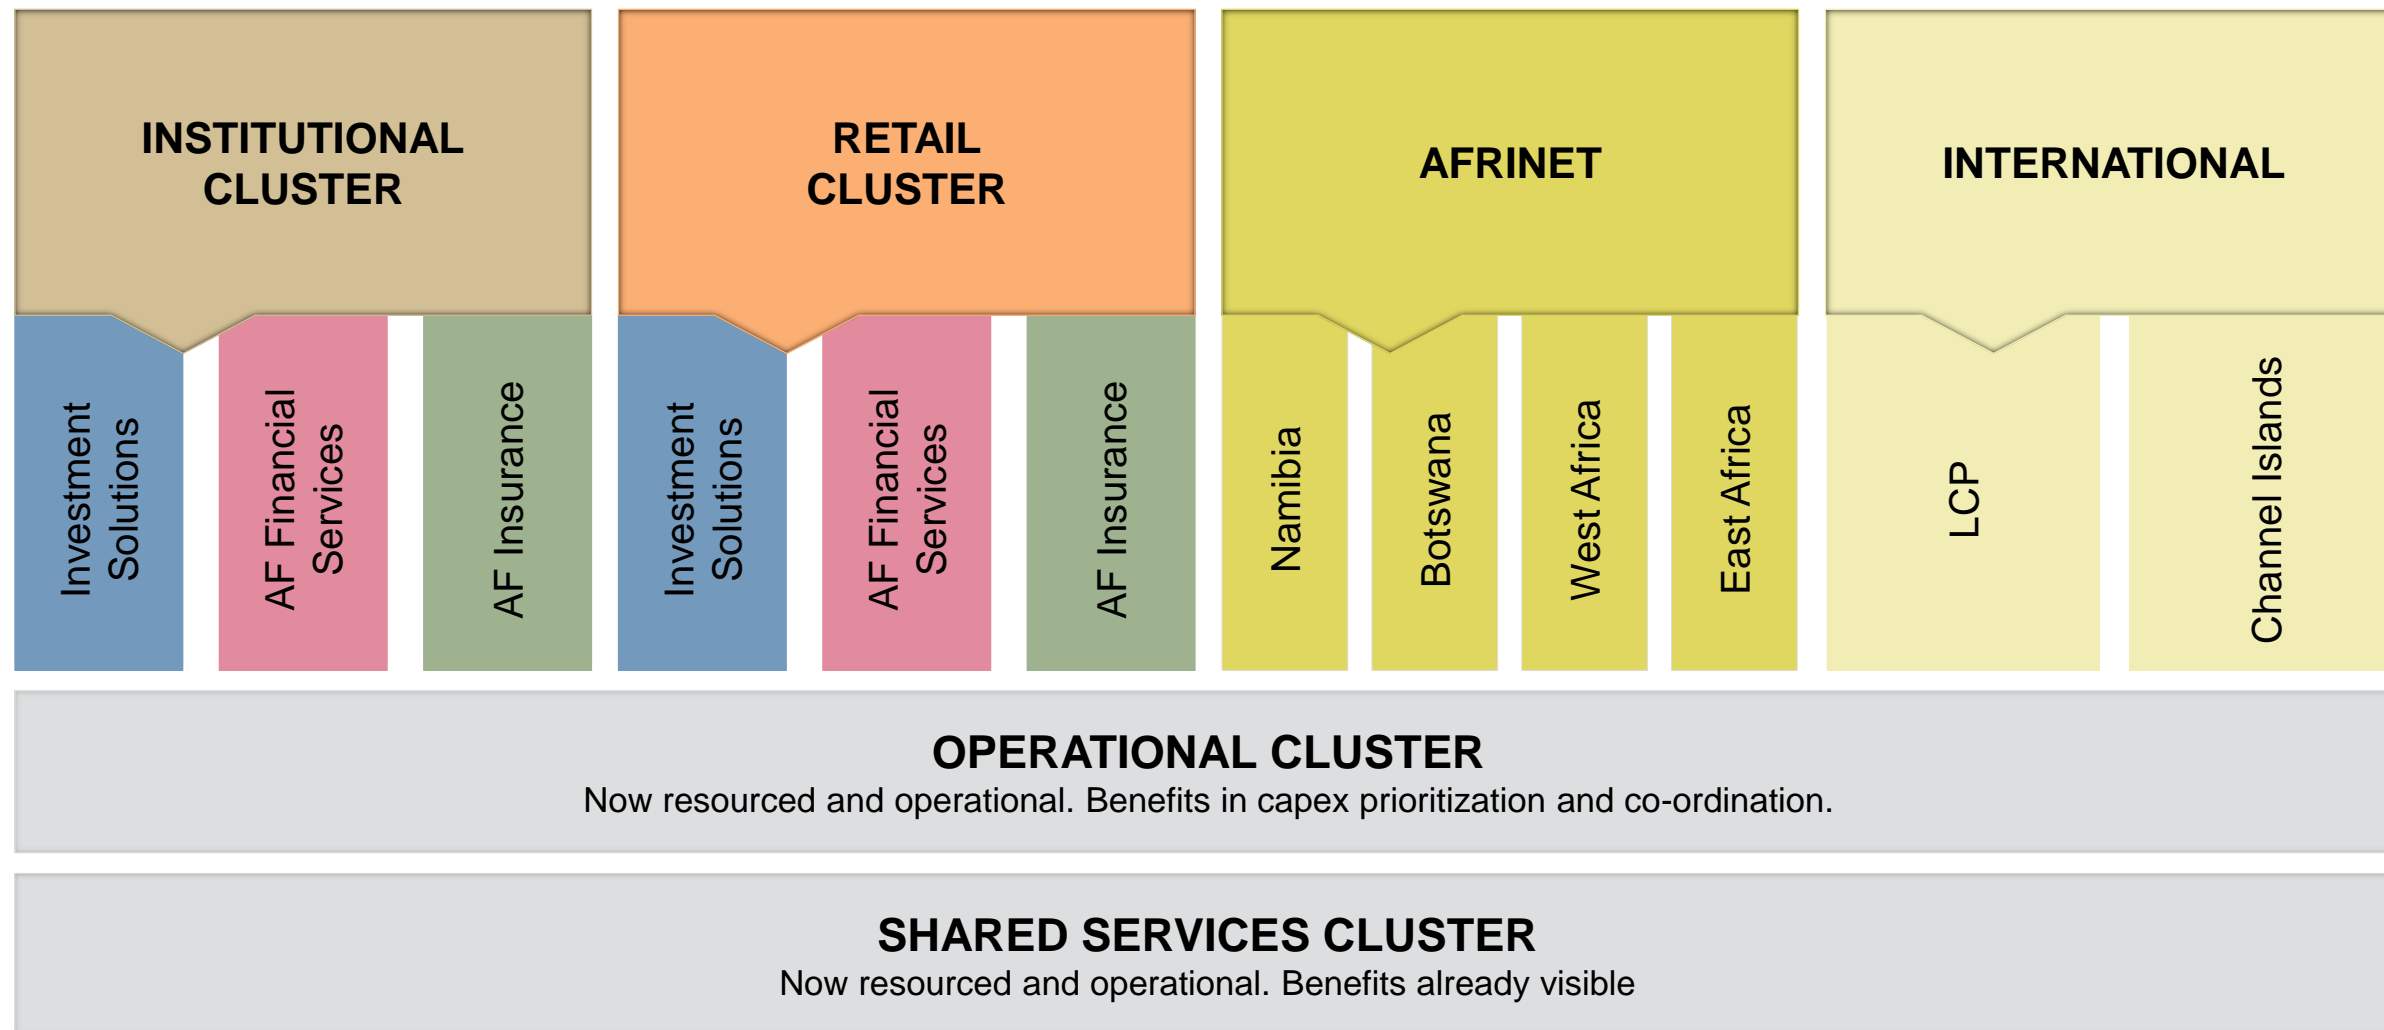 INSTITUTIONAL
CLUSTER
RETAIL
CLUSTER
AFRINET
INTERNATIONAL
Investment
Solutions
AF Financial
Services
AF Insurance
Investment
Solutions
AF Financial
Services
AF Insurance
Namibia
Botswana
West Africa
East Africa
LCP
Channel Islands
OPERATIONAL CLUSTER
Now resourced and operational. Benefits in capex prioritization and co-ordination.
SHARED SERVICES CLUSTER
Now resourced and operational. Benefits already visible